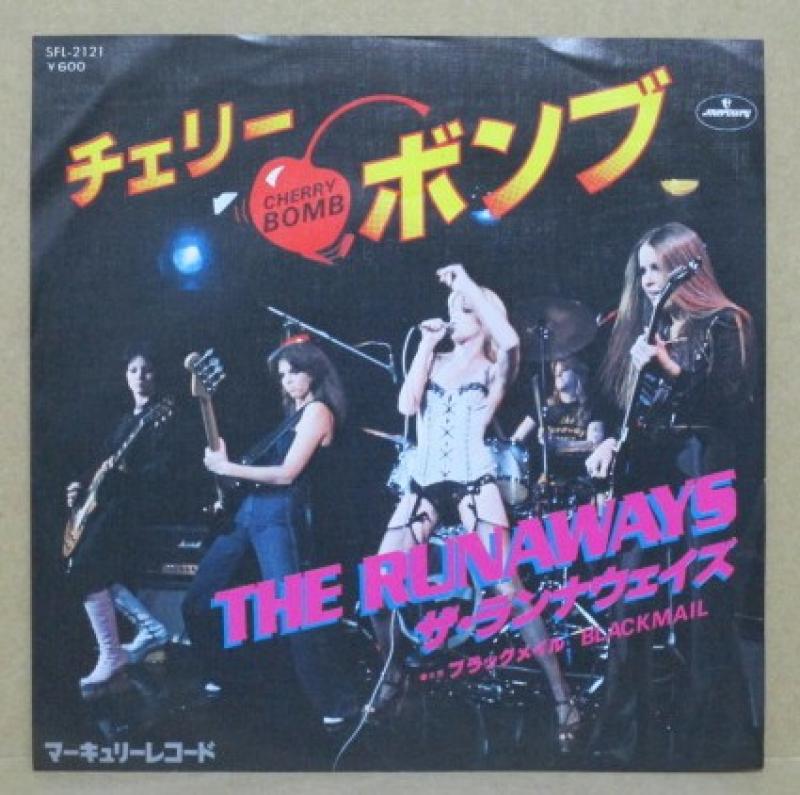 SFL-2121
¥600
チェリー
ボンブ
mercury
CHERRY
BOMB
THE RUNAWAYS
ザ・ランナウェイズ
ブラックメイル BLACKMAIL
マーキュリーレコード